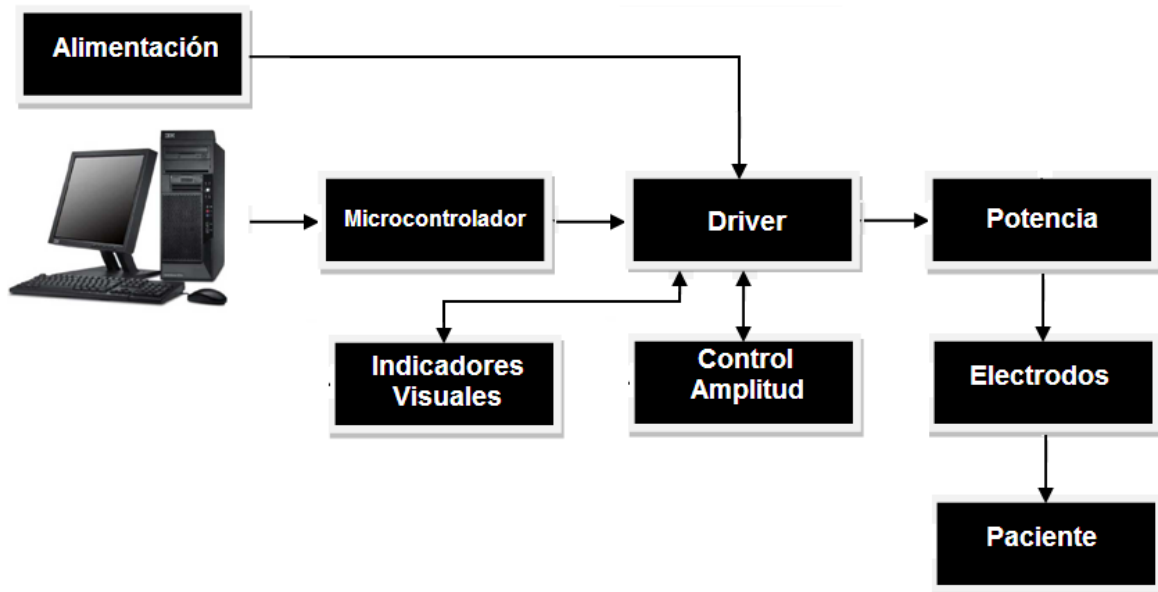 Alimentación
Microcontrolador
Driver
Potencia
Indicadores
Visuales
Control
Amplitud
Electrodos
Paciente